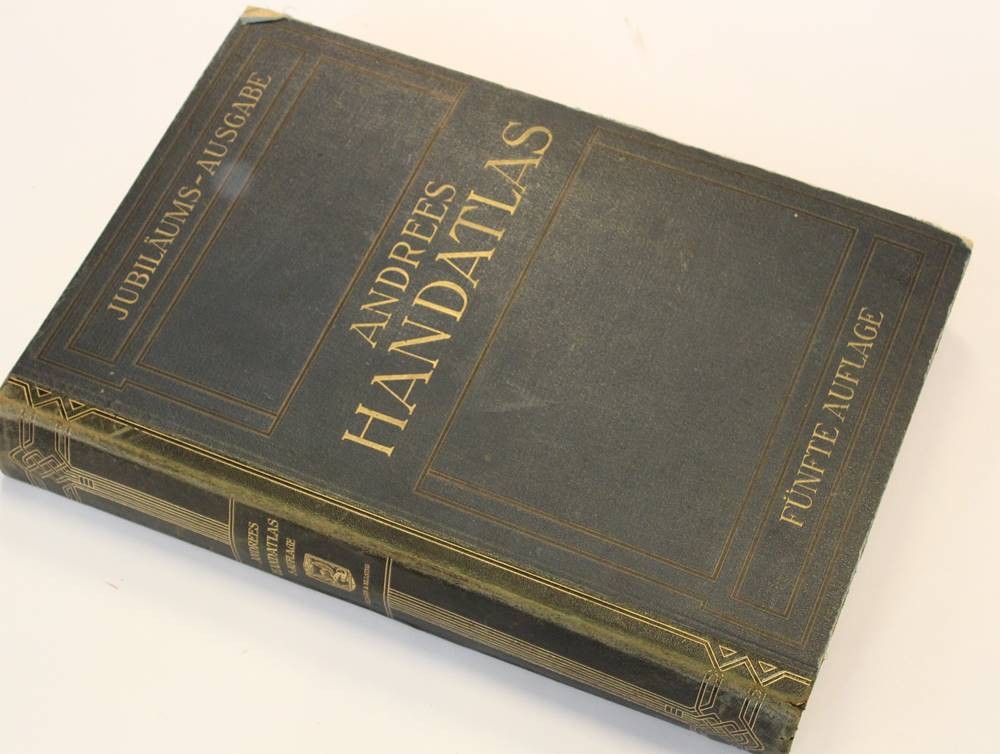 JUBILÄUMS-AUSGABE
ANDREES
HANDATLAS
FÜNFTE AUFLAGE
ANDREES
HANDATLAS
AUFLAGE